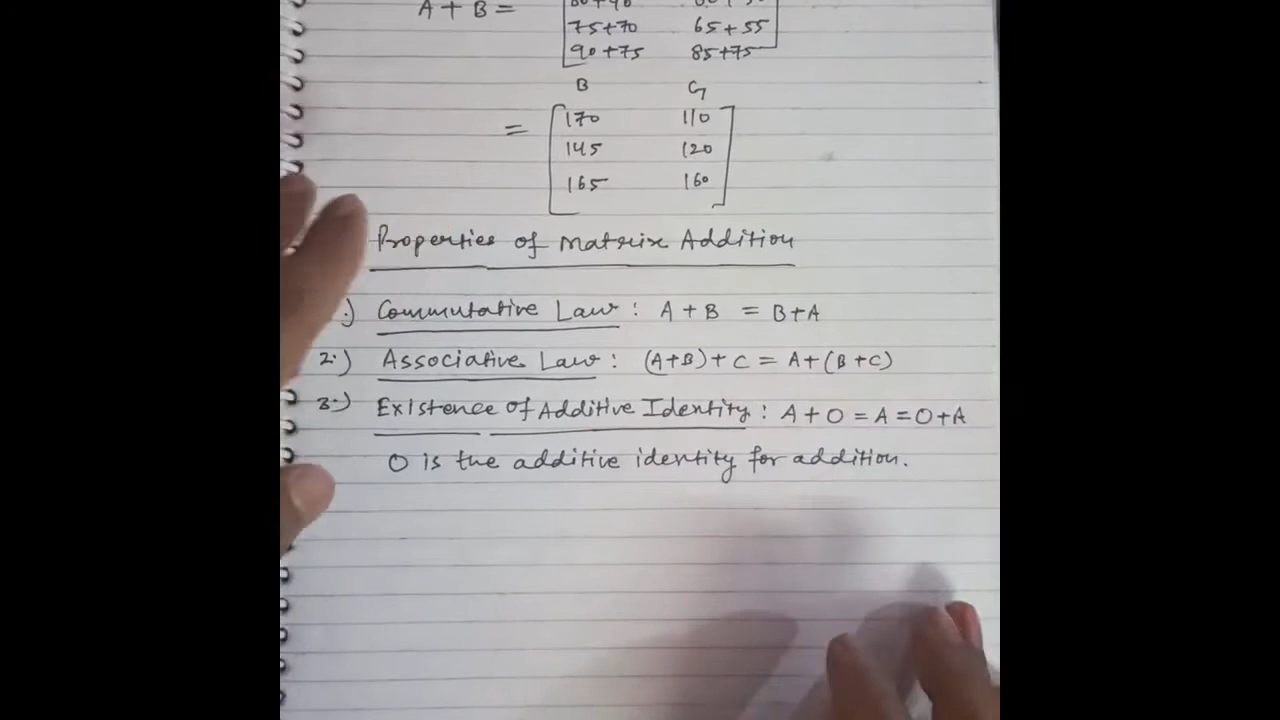 A + B =
75+70 65+55
90+75 85+75
B G
= 170 110
145 120
165 160
Properties of Matrix Addition
.) Commutative Law : A + B = B+A
2.) Associative Law : (A+B)+C = A+(B+C)
3.) Existence of Additive Identity : A + O = A = O+A
O is the additive identity for addition.